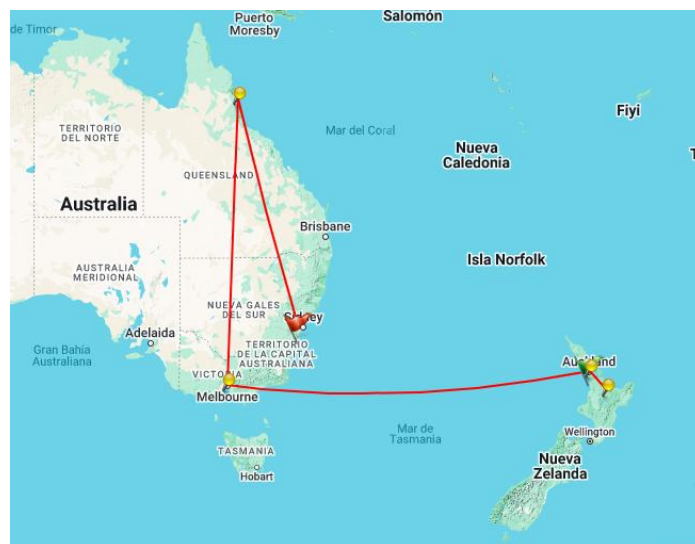 de Timor
Puerto
Moresby
Salomón
TERRITORIO
DEL NORTE
Mar del Coral
Fiyi
Nueva
Caledonia
QUEENSLAND
Australia
Brisbane
Isla Norfolk
AUSTRALIA
MERIDIONAL
NUEVA GALES
DEL SUR
Adelaida
TERRITORIO
DE LA CAPITAL
AUSTRALIANA
Gran Bahía
Australiana
Auckland
Melbourne
Mar de
Tasmania
Wellington
TASMANIA
Hobart
Nueva
Zelanda